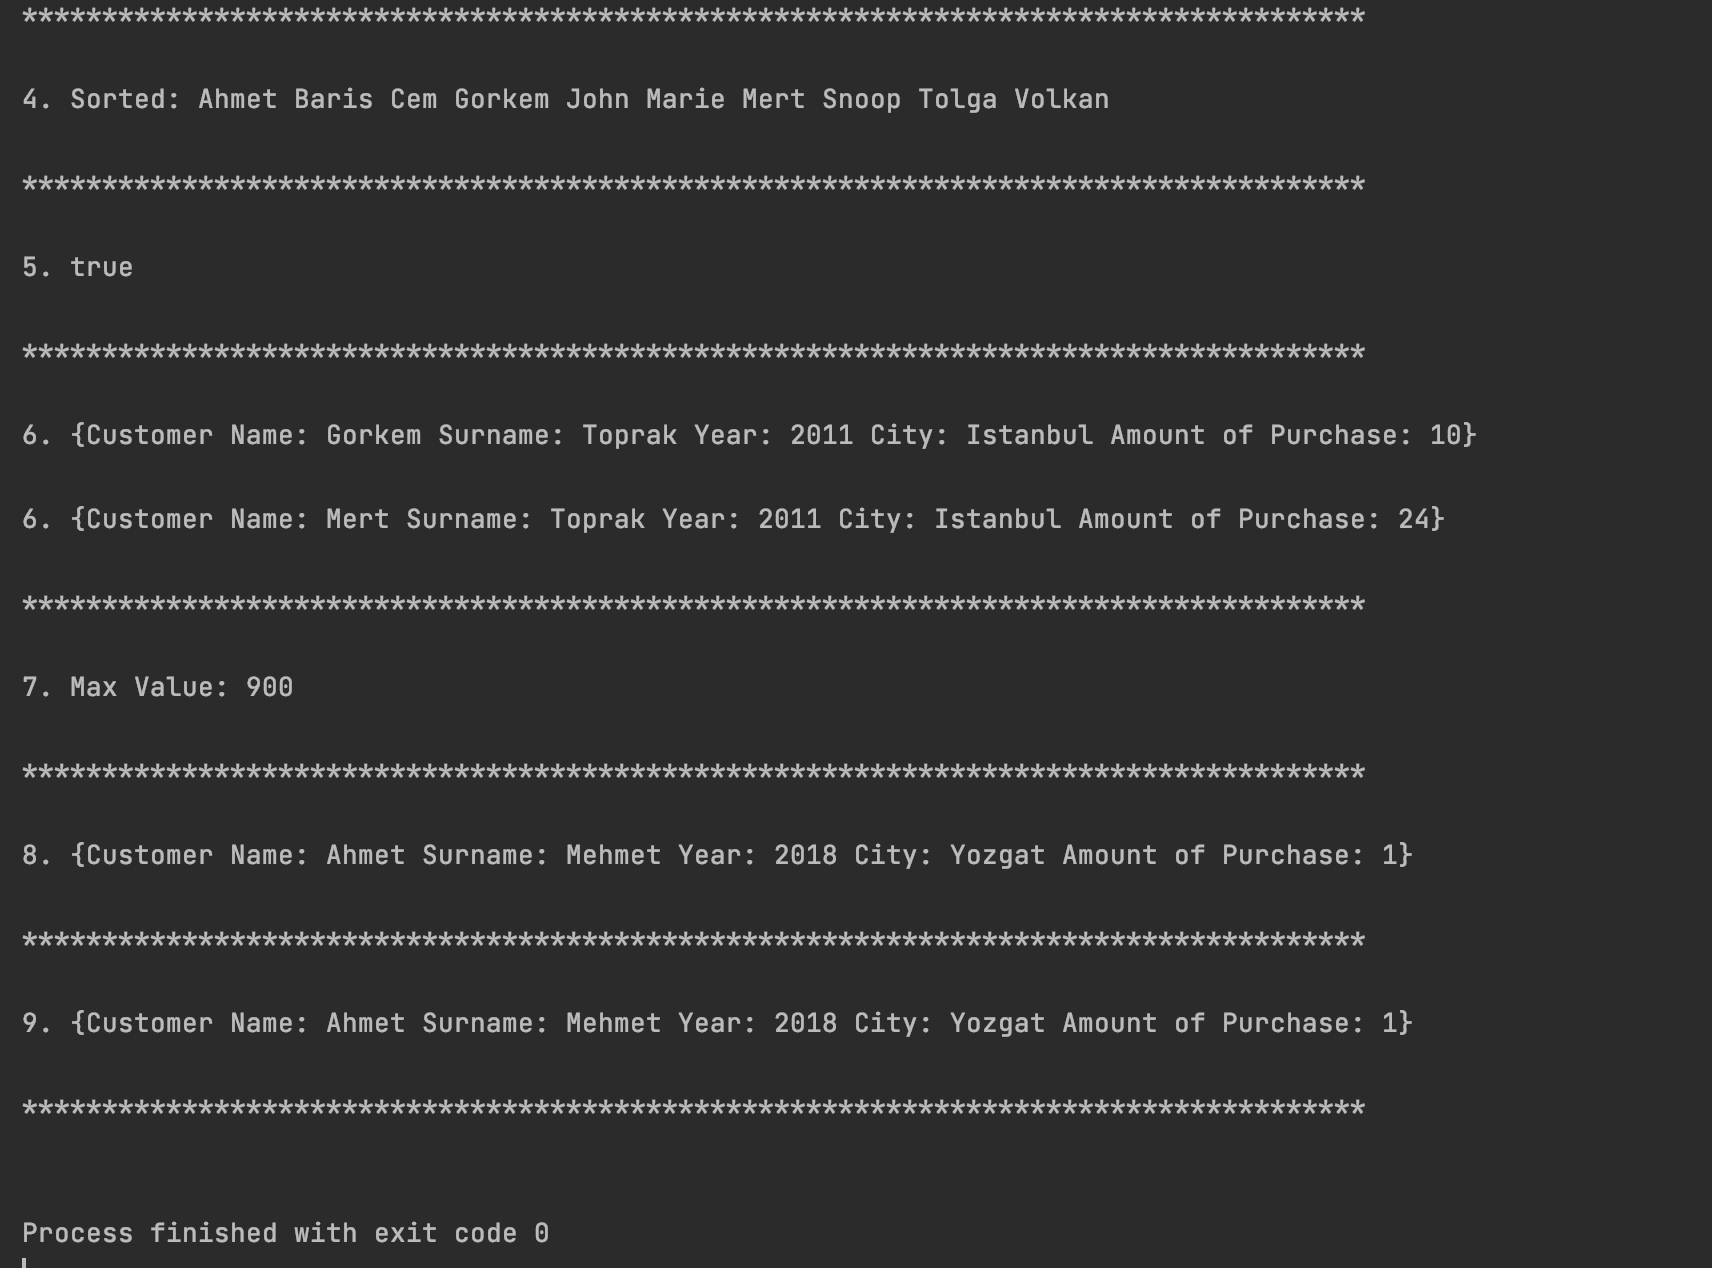 ************************************************************************************
4. Sorted: Ahmet Baris Cem Gorkem John Marie Mert Snoop Tolga Volkan
************************************************************************************
5. true
************************************************************************************
6. {Customer Name: Gorkem Surname: Toprak Year: 2011 City: Istanbul Amount of Purchase: 10}
6. {Customer Name: Mert Surname: Toprak Year: 2011 City: Istanbul Amount of Purchase: 24}
************************************************************************************
7. Max Value: 900
************************************************************************************
8. {Customer Name: Ahmet Surname: Mehmet Year: 2018 City: Yozgat Amount of Purchase: 1}
************************************************************************************
9. {Customer Name: Ahmet Surname: Mehmet Year: 2018 City: Yozgat Amount of Purchase: 1}
************************************************************************************
Process finished with exit code 0